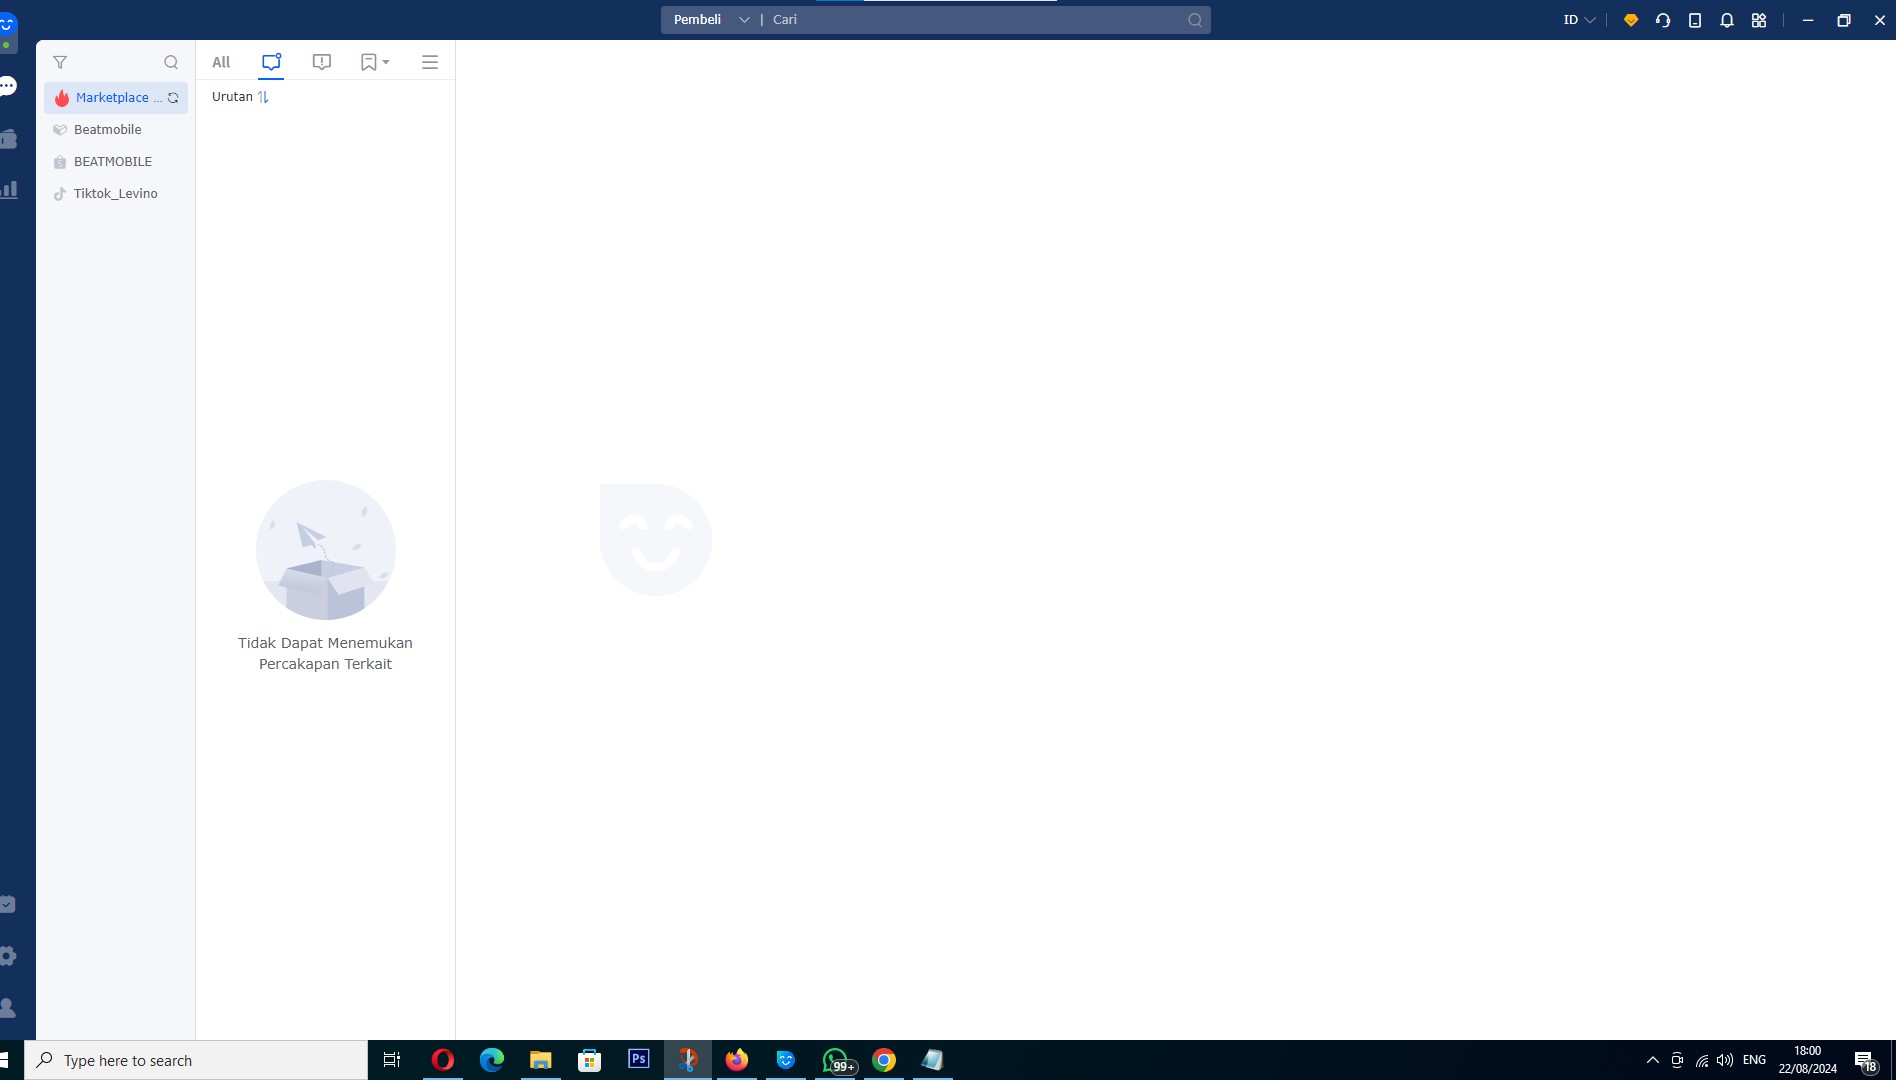 Pembeli | Cari
ID
All
Marketplace ...
Urutan
Beatmobile
BEATMOBILE
Tiktok_Levino
Tidak Dapat Menemukan
Percakapan Terkait
Type here to search
Ps
99+
ENG
18:00
22/08/2024
18